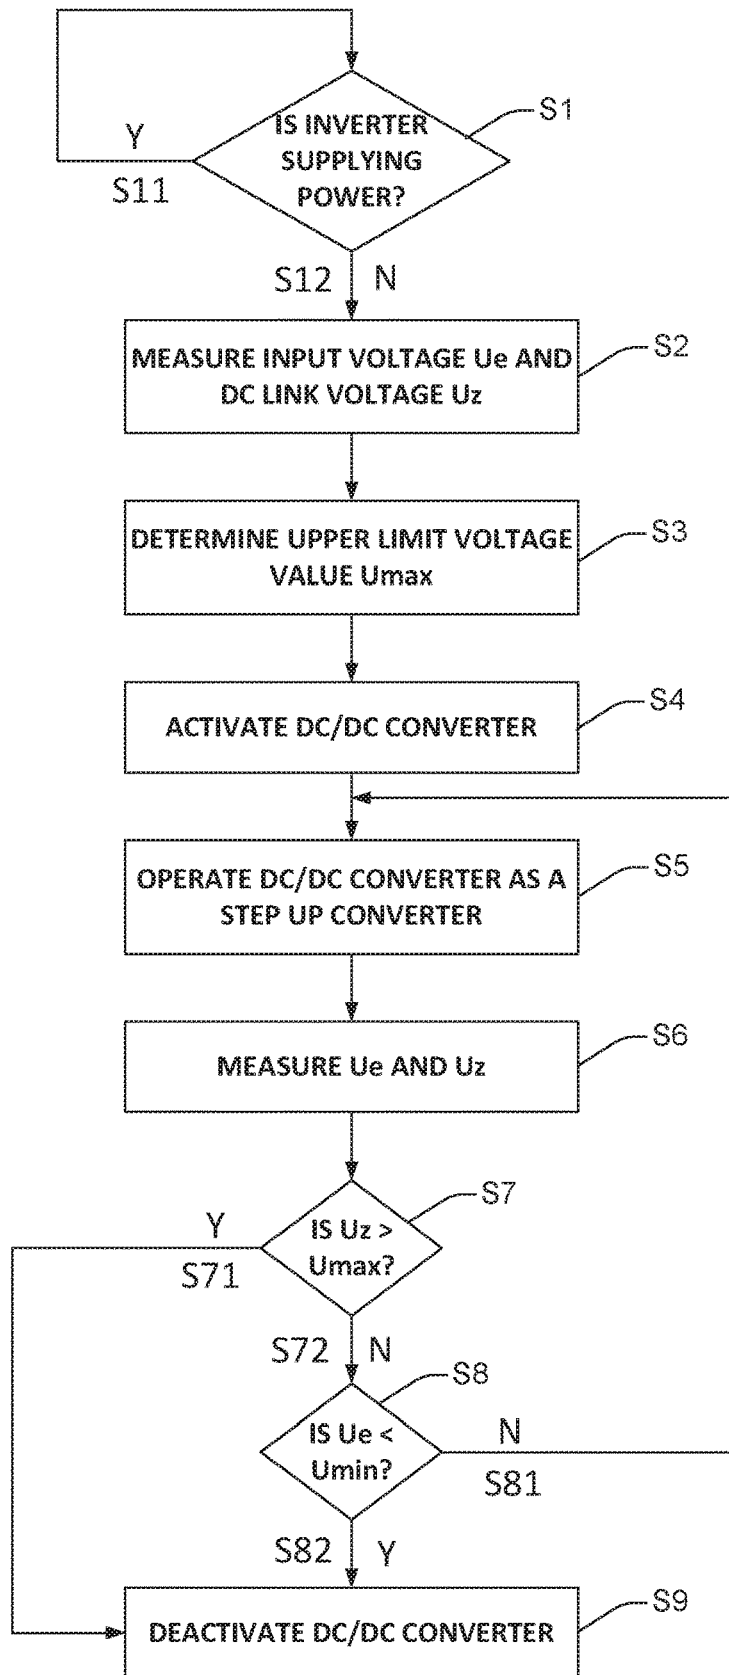 S1
IS INVERTER
SUPPLYING
POWER?
Y
S11
S12 N
S2
MEASURE INPUT VOLTAGE Ue AND
DC LINK VOLTAGE Uz
S3
DETERMINE UPPER LIMIT VOLTAGE
VALUE Umax
S4
ACTIVATE DC/DC CONVERTER
S5
OPERATE DC/DC CONVERTER AS A
STEP UP CONVERTER
S6
MEASURE Ue AND Uz
S7
IS Uz >
Umax?
Y
S71
S72 N
S8
IS Ue <
Umin?
N
S81
S82 Y
S9
DEACTIVATE DC/DC CONVERTER